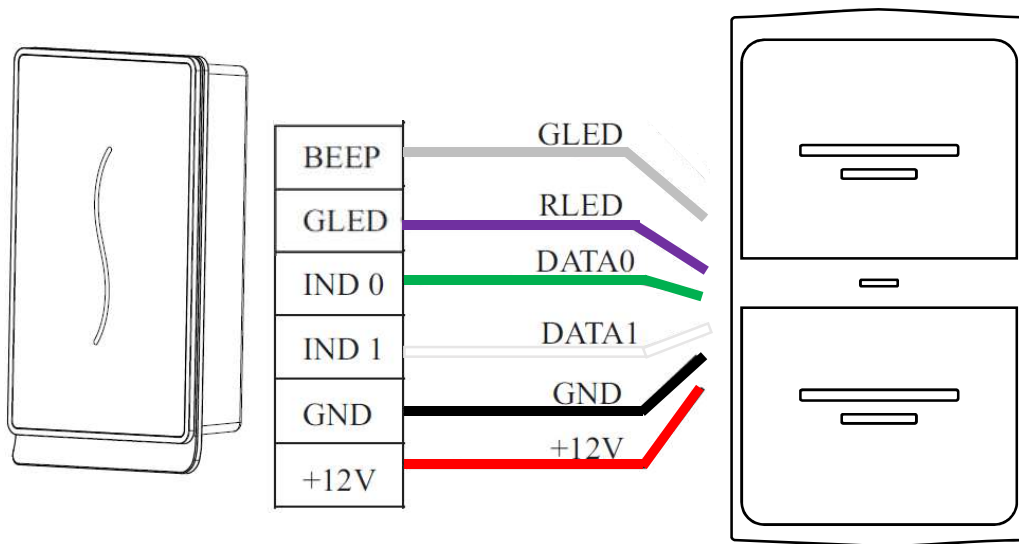 BEEP GLED
GLED RLED
IND 0 DATA0
IND 1 DATA1
GND GND
+12V +12V